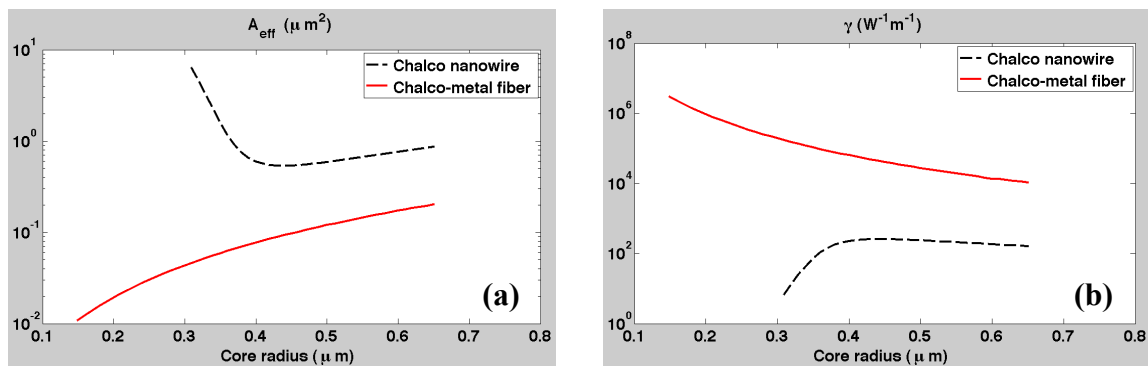 A_eff (μ m²)
10¹
10⁰
10⁻¹
10⁻²
0.1 0.2 0.3 0.4 0.5 0.6 0.7 0.8
Core radius (μ m)
Chalco nanowire
Chalco-metal fiber
(a)
γ (W⁻¹m⁻¹)
10⁸
10⁶
10⁴
10²
10⁰
0.1 0.2 0.3 0.4 0.5 0.6 0.7 0.8
Core radius (μ m)
Chalco nanowire
Chalco-metal fiber
(b)